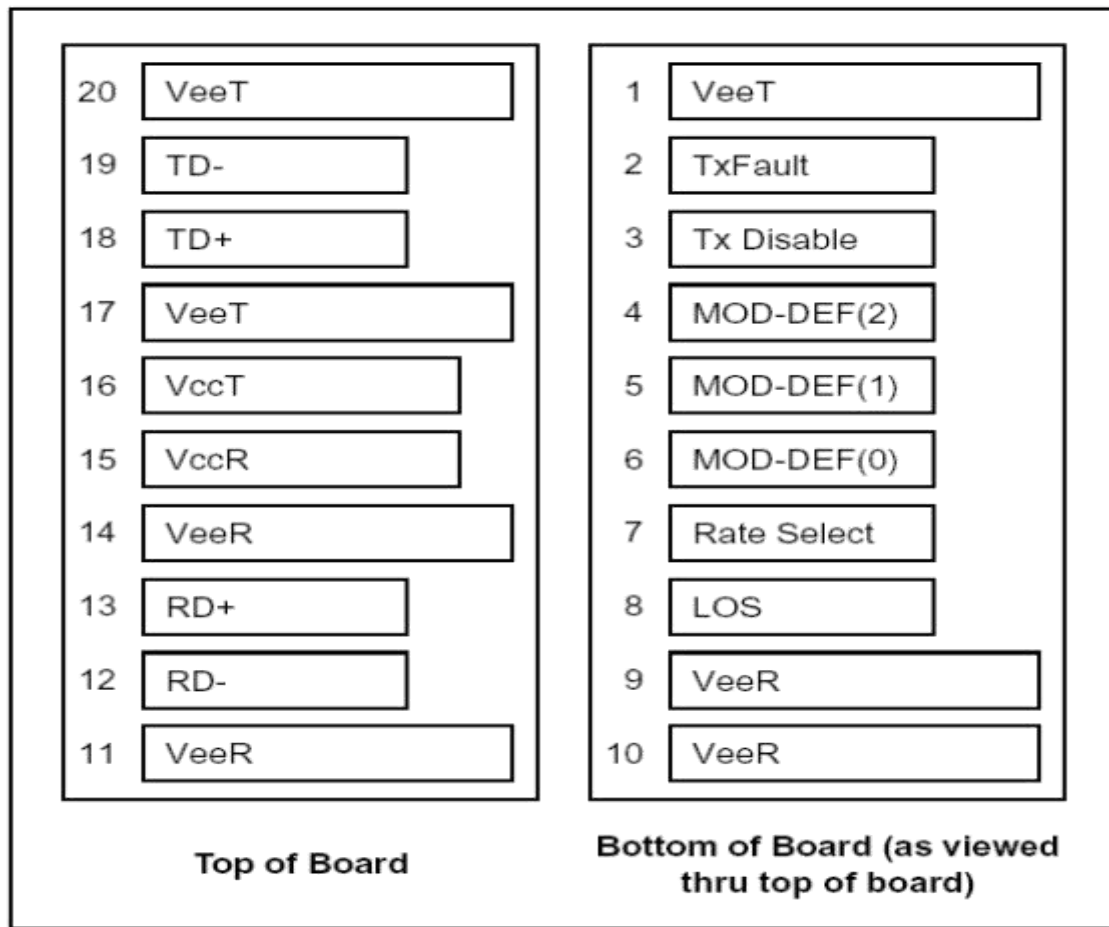 20 VeeT
19 TD-
18 TD+
17 VeeT
16 VccT
15 VccR
14 VeeR
13 RD+
12 RD-
11 VeeR
Top of Board
1 VeeT
2 TxFault
3 Tx Disable
4 MOD-DEF(2)
5 MOD-DEF(1)
6 MOD-DEF(0)
7 Rate Select
8 LOS
9 VeeR
10 VeeR
Bottom of Board (as viewed
thru top of board)